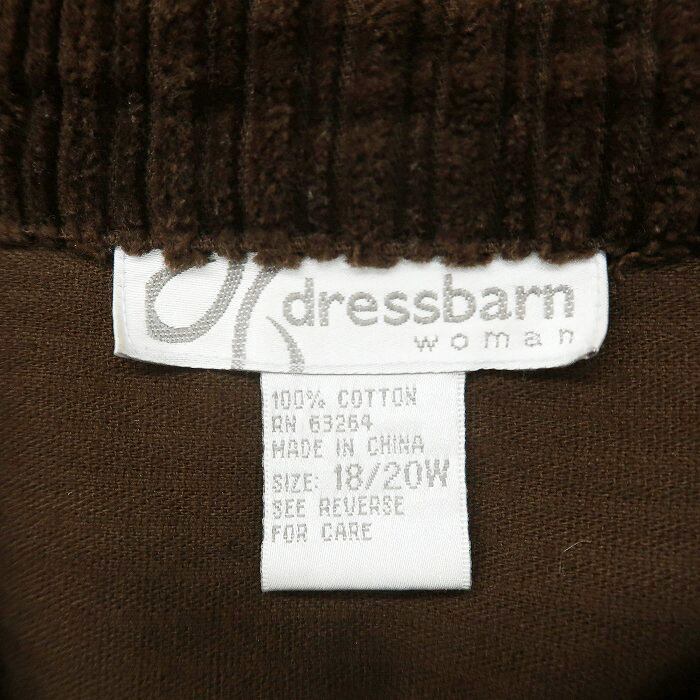 dressbarn
woman
100% COTTON
RN 63264
MADE IN CHINA
SIZE: 18/20W
SEE REVERSE
FOR CARE